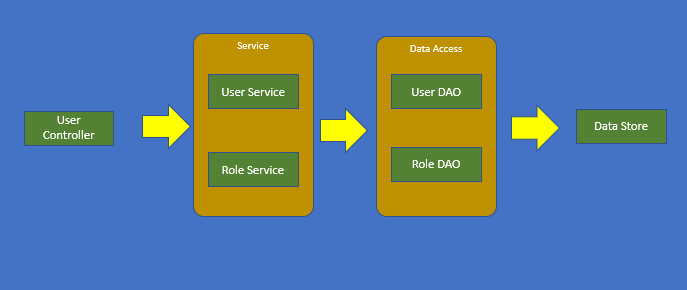 User
Controller
Service
User Service
Role Service
Data Access
User DAO
Role DAO
Data Store